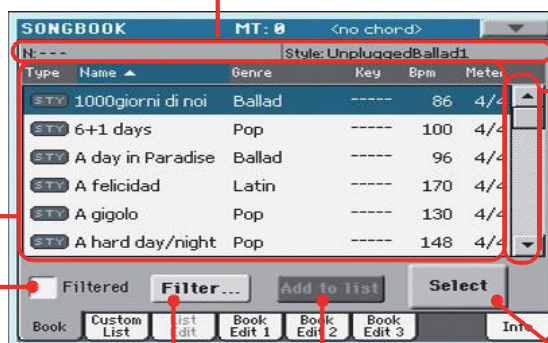 SONGBOOK MT: 0 <no chord>
N:--- Style: UnpluggedBallad1
Type Name Genre Key Bpm Meter
STY 1000giorni di noi Ballad ----- 86 4/4
STY 6+1 days Pop ----- 100 4/4
STY A day in Paradise Ballad ----- 96 4/4
STY A felicidad Latin ----- 170 4/4
STY A gigolo Pop ----- 130 4/4
STY A hard day/night Pop ----- 148 4/4
Filtered Filter... Add to list Select
Book Custom List List Edit Book Edit 1 Book Edit 2 Book Edit 3 Info